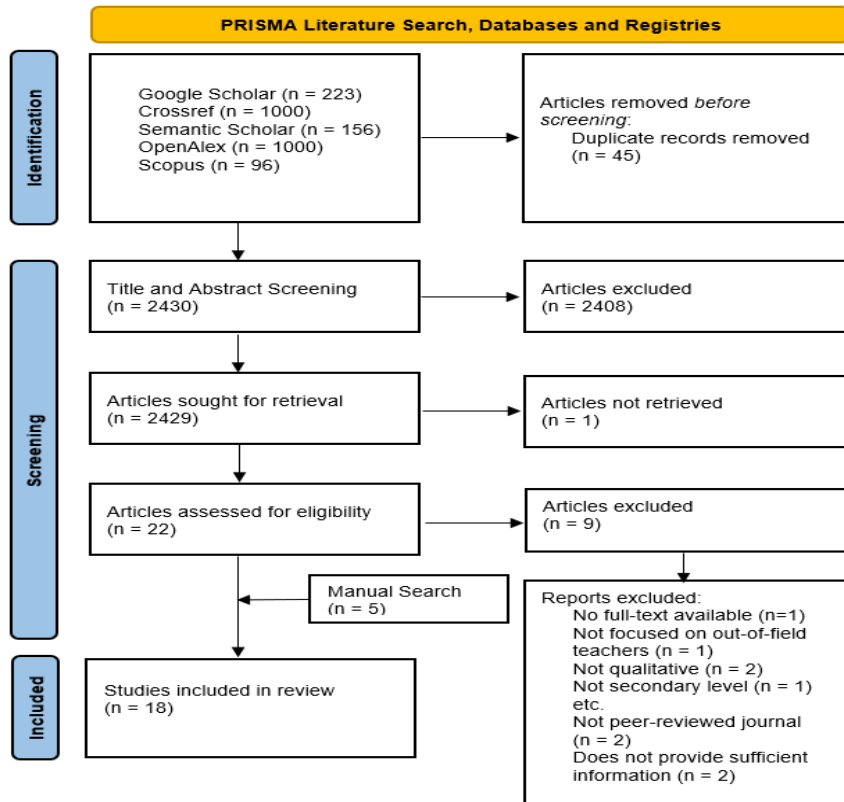 PRISMA Literature Search, Databases and Registries
Identification
Google Scholar (n = 223)
Crossref (n = 1000)
Semantic Scholar (n = 156)
OpenAlex (n = 1000)
Scopus (n = 96)
Articles removed before
screening:
Duplicate records removed
(n = 45)
Screening
Title and Abstract Screening
(n = 2430)
Articles excluded
(n = 2408)
Articles sought for retrieval
(n = 2429)
Articles not retrieved
(n = 1)
Articles assessed for eligibility
(n = 22)
Articles excluded
(n = 9)
Manual Search
(n = 5)
Reports excluded:
No full-text available (n=1)
Not focused on out-of-field
teachers (n = 1)
Not qualitative (n = 2)
Not secondary level (n = 1)
etc.
Not peer-reviewed journal
(n = 2)
Does not provide sufficient
information (n = 2)
Included
Studies included in review
(n = 18)